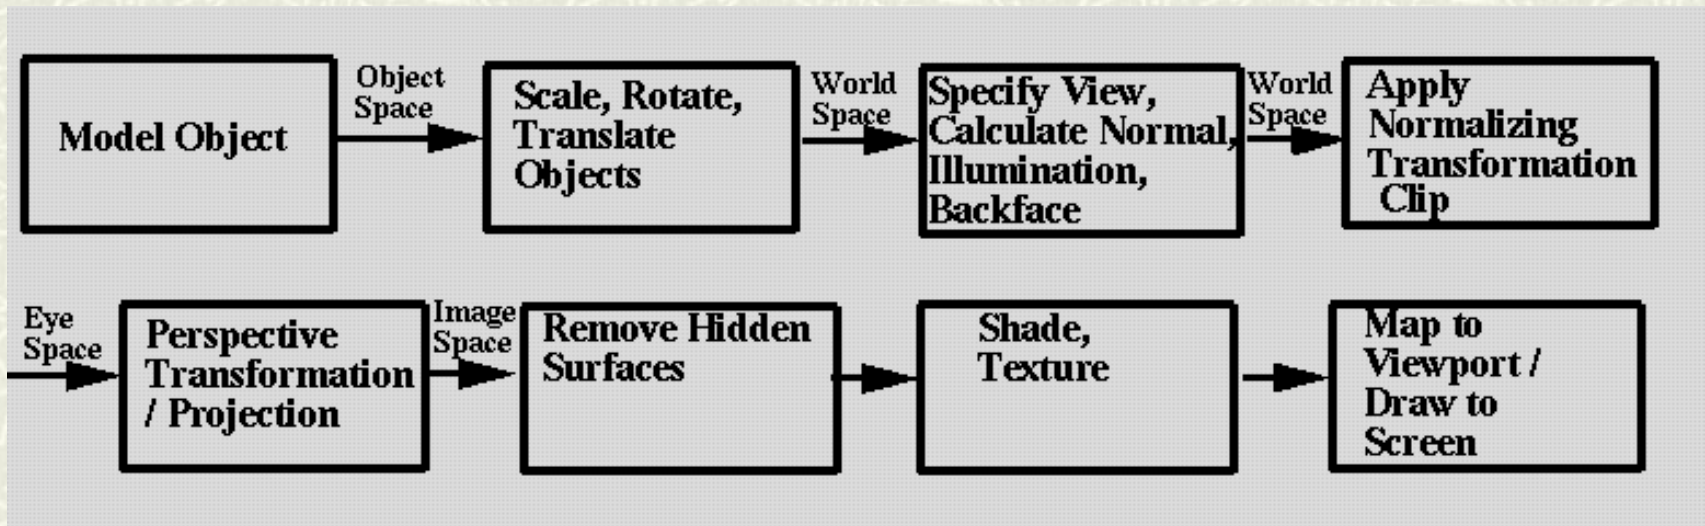 Model Object
Object
Space
Scale, Rotate,
Translate
Objects
World
Space
Specify View,
Calculate Normal,
Illumination,
Backface
World
Space
Apply
Normalizing
Transformation
Clip
Eye
Space
Perspective
Transformation
/ Projection
Image
Space
Remove Hidden
Surfaces
Shade,
Texture
Map to
Viewport /
Draw to
Screen